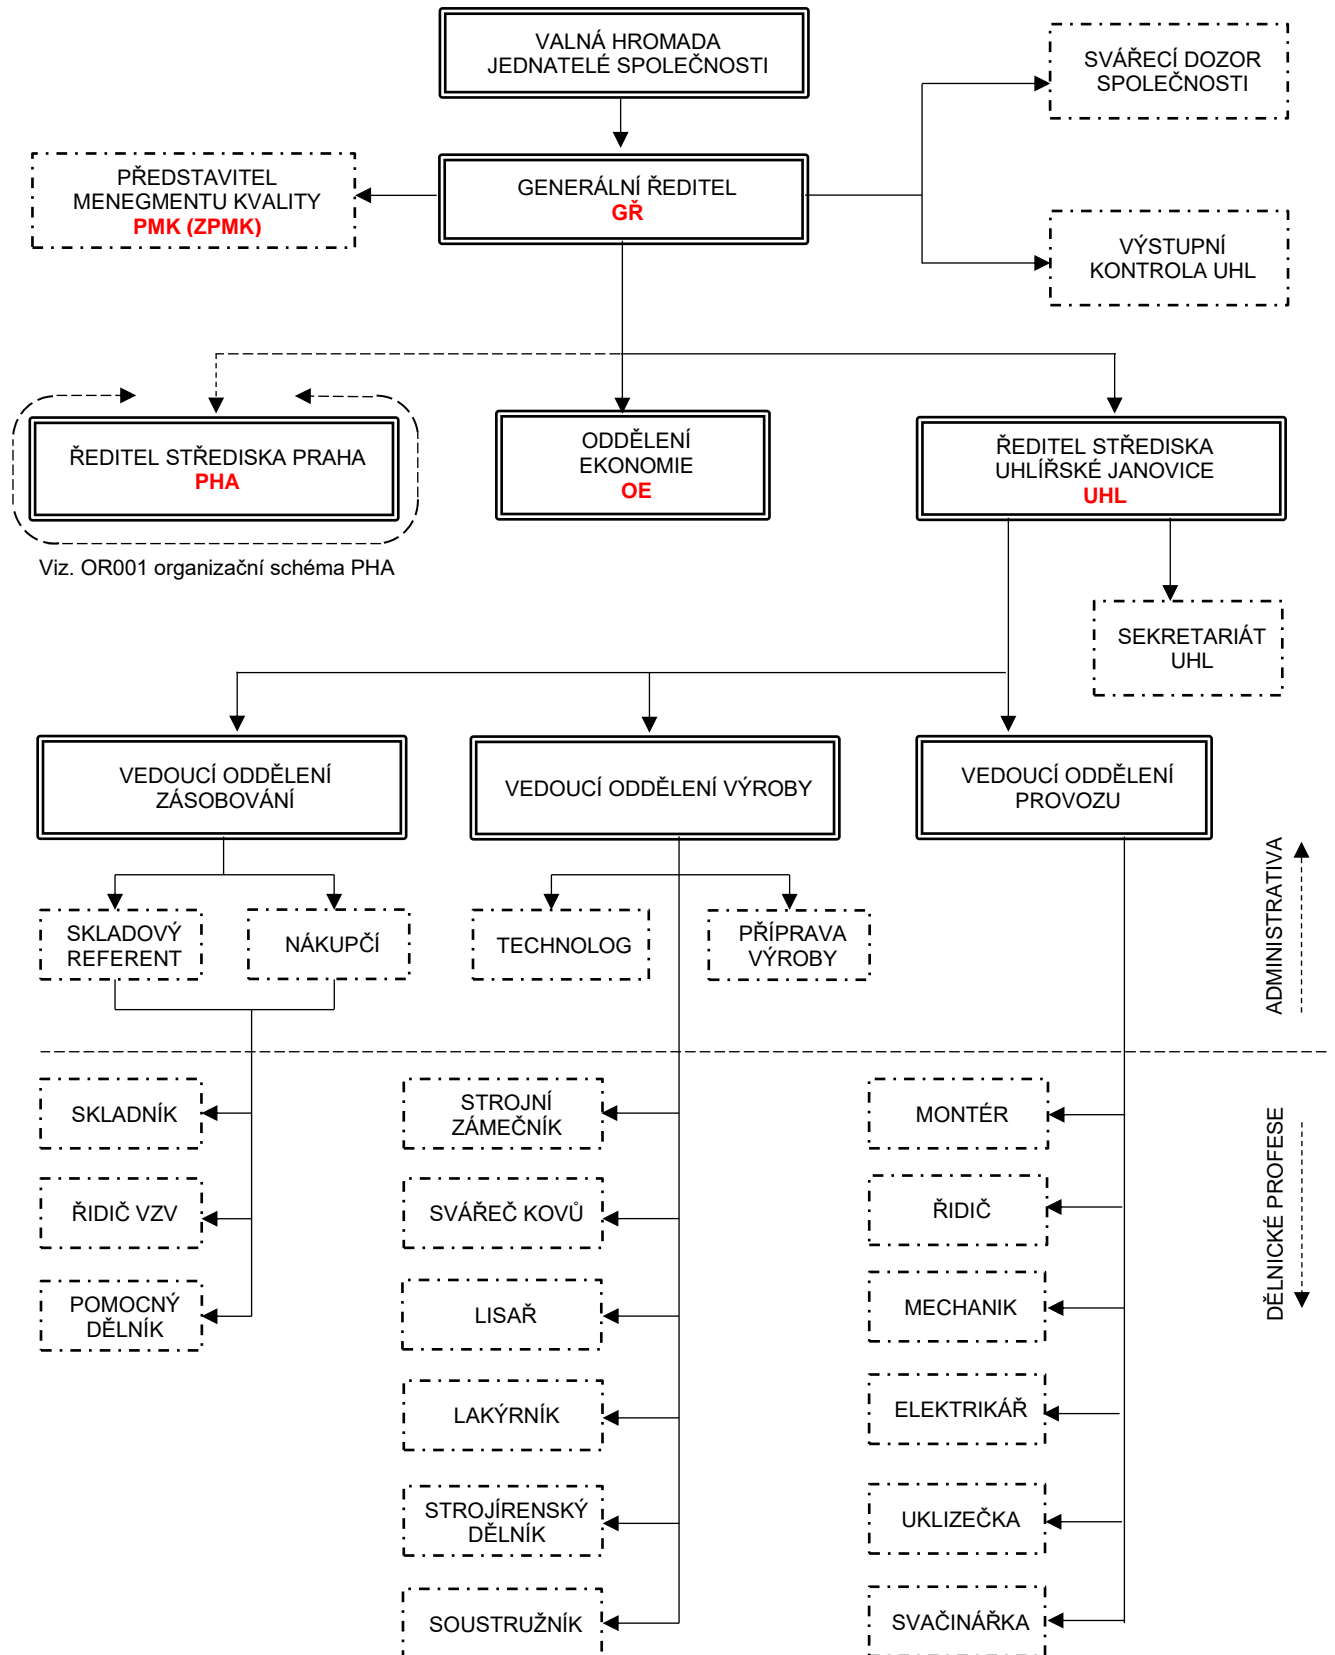 VALNÁ HROMADA
JEDNATELÉ SPOLEČNOSTI
SVÁŘECÍ DOZOR
SPOLEČNOSTI
PŘEDSTAVITEL
MENEGMENTU KVALITY
PMK (ZPMK)
GENERÁLNÍ ŘEDITEL
GŘ
VÝSTUPNÍ
KONTROLA UHL
ŘEDITEL STŘEDISKA PRAHA
PHA
ODDĚLENÍ
EKONOMIE
OE
ŘEDITEL STŘEDISKA
UHLÍŘSKÉ JANOVICE
UHL
Viz. OR001 organizační schéma PHA
SEKRETARIÁT
UHL
VEDOUCÍ ODDĚLENÍ
ZÁSOBOVÁNÍ
VEDOUCÍ ODDĚLENÍ VÝROBY
VEDOUCÍ ODDĚLENÍ
PROVOZU
SKLADOVÝ
REFERENT
NÁKUPČÍ
TECHNOLOG
PŘÍPRAVA
VÝROBY
ADMINISTRATIVA
SKLADNÍK
STROJNÍ
ZÁMEČNÍK
MONTÉR
DĚLNICKÉ PROFESE
ŘIDIČ VZV
SVÁŘEČ KOVŮ
ŘIDIČ
POMOCNÝ
DĚLNÍK
LISAŘ
MECHANIK
LAKÝRNÍK
ELEKTRIKÁŘ
STROJÍRENSKÝ
DĚLNÍK
UKLIZEČKA
SOUSTRUŽNÍK
SVAČINÁŘKA